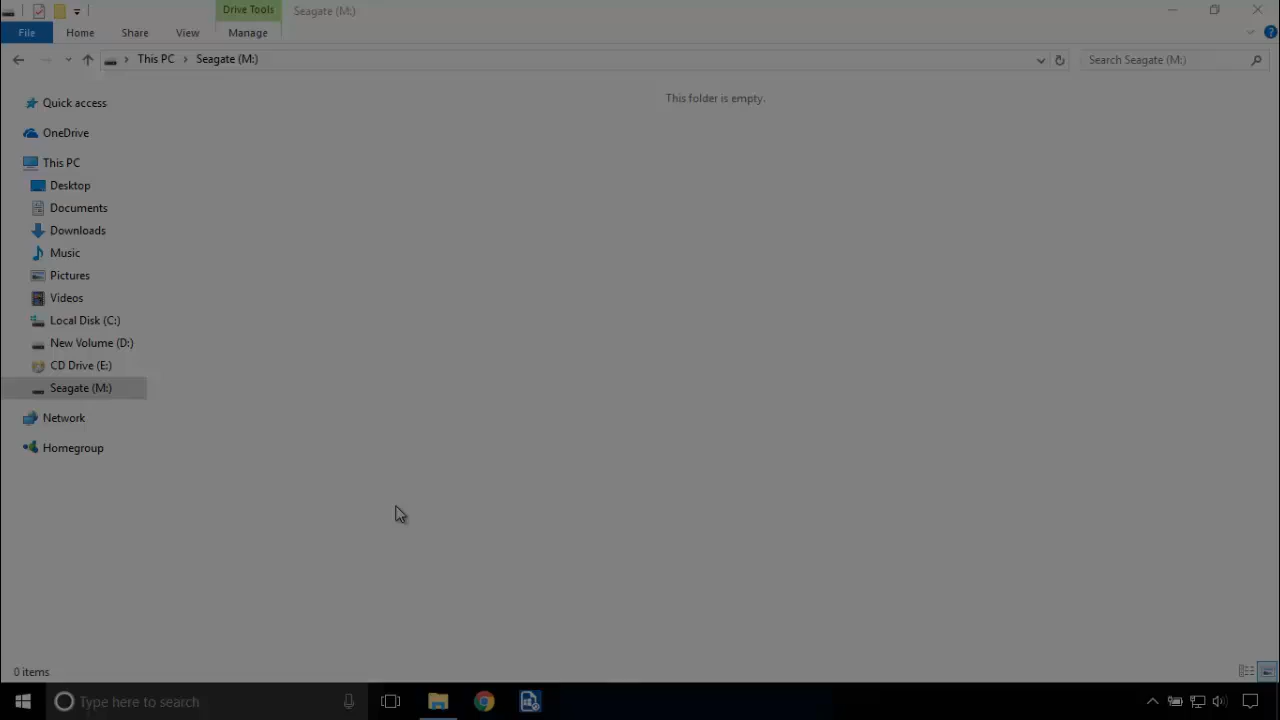 Drive Tools
Seagate (M:)
File
Home
Share
View
Manage
This PC
Seagate (M:)
Search Seagate (M:)
This folder is empty.
Quick access
OneDrive
This PC
Desktop
Documents
Downloads
Music
Pictures
Videos
Local Disk (C:)
New Volume (D:)
CD Drive (E:)
Seagate (M:)
Network
Homegroup
0 items
Type here to search